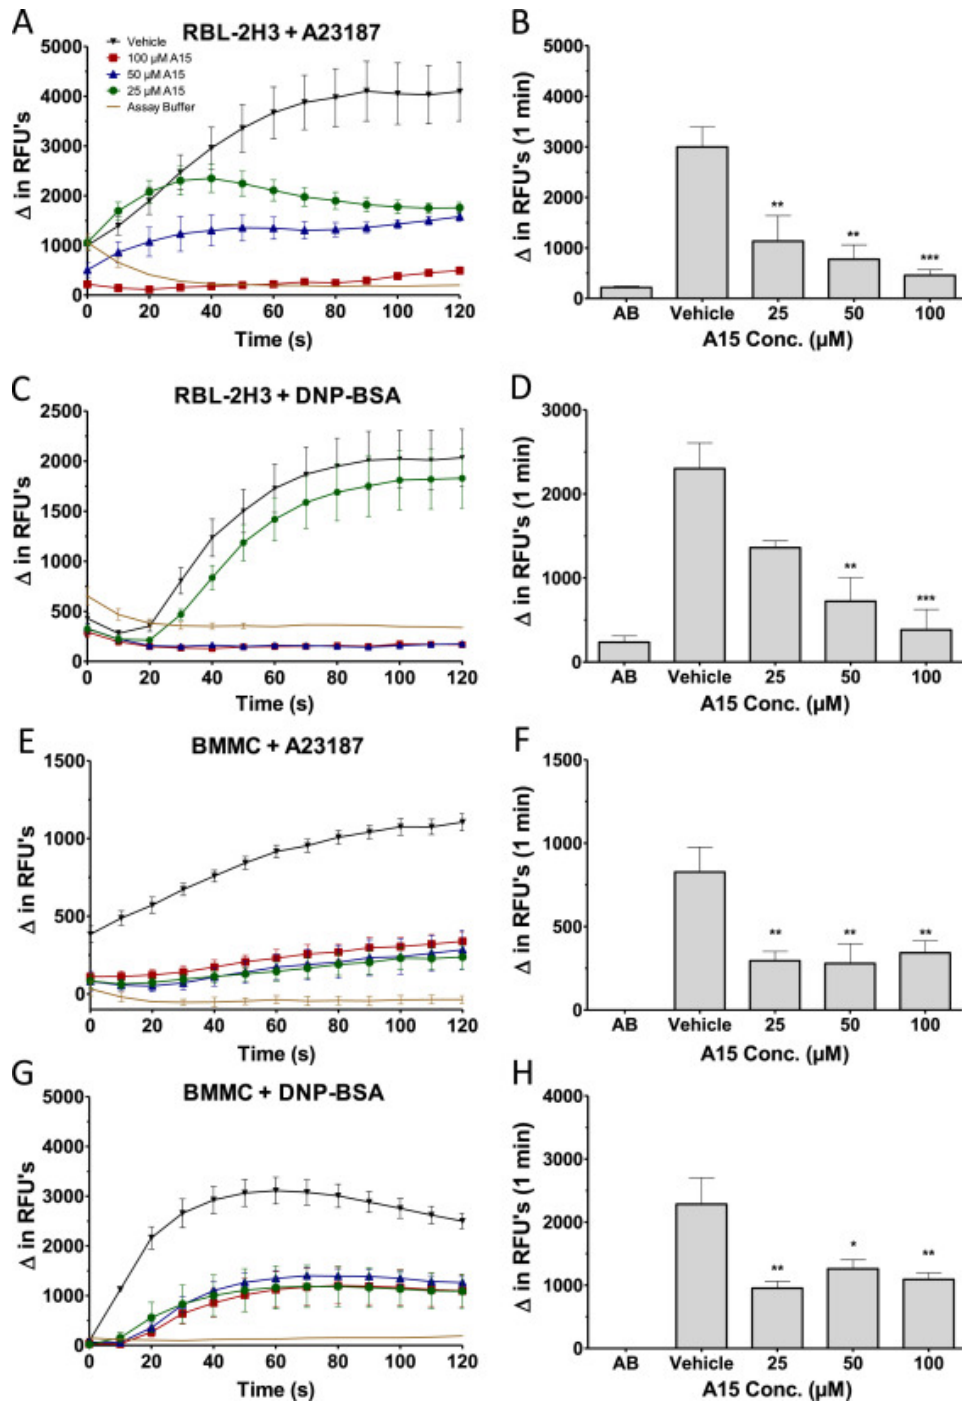 A
RBL-2H3 + A23187
Vehicle
100 µM A15
50 µM A15
25 µM A15
Assay Buffer
Δ in RFU's
5000
4000
3000
2000
1000
0
0 20 40 60 80 100 120
Time (s)
B
Δ in RFU's (1 min)
5000
4000
3000
2000
1000
0
** ** ***
AB Vehicle 25 50 100
A15 Conc. (µM)
C
RBL-2H3 + DNP-BSA
Δ in RFU's
2500
2000
1500
1000
500
0
0 20 40 60 80 100 120
Time (s)
D
Δ in RFU's (1 min)
3000
2000
1000
0
** ***
AB Vehicle 25 50 100
A15 Conc. (µM)
E
BMMC + A23187
Δ in RFU's
1500
1000
500
0
0 20 40 60 80 100 120
Time (s)
F
Δ in RFU's (1 min)
1500
1000
500
0
** ** **
AB Vehicle 25 50 100
A15 Conc. (µM)
G
BMMC + DNP-BSA
Δ in RFU's
5000
4000
3000
2000
1000
0
0 20 40 60 80 100 120
Time (s)
H
Δ in RFU's (1 min)
4000
3000
2000
1000
0
** * **
AB Vehicle 25 50 100
A15 Conc. (µM)